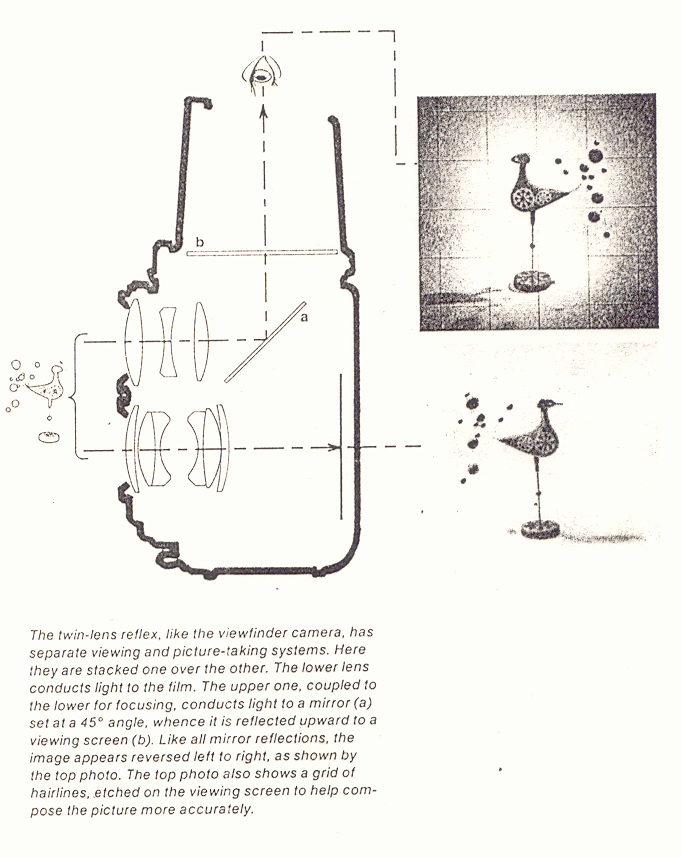 b
a
The twin-lens reflex, like the viewfinder camera, has
separate viewing and picture-taking systems. Here
they are stacked one over the other. The lower lens
conducts light to the film. The upper one, coupled to
the lower for focusing, conducts light to a mirror (a)
set at a 45° angle, whence it is reflected upward to a
viewing screen (b). Like all mirror reflections, the
image appears reversed left to right, as shown by
the top photo. The top photo also shows a grid of
hairlines, etched on the viewing screen to help com-
pose the picture more accurately.